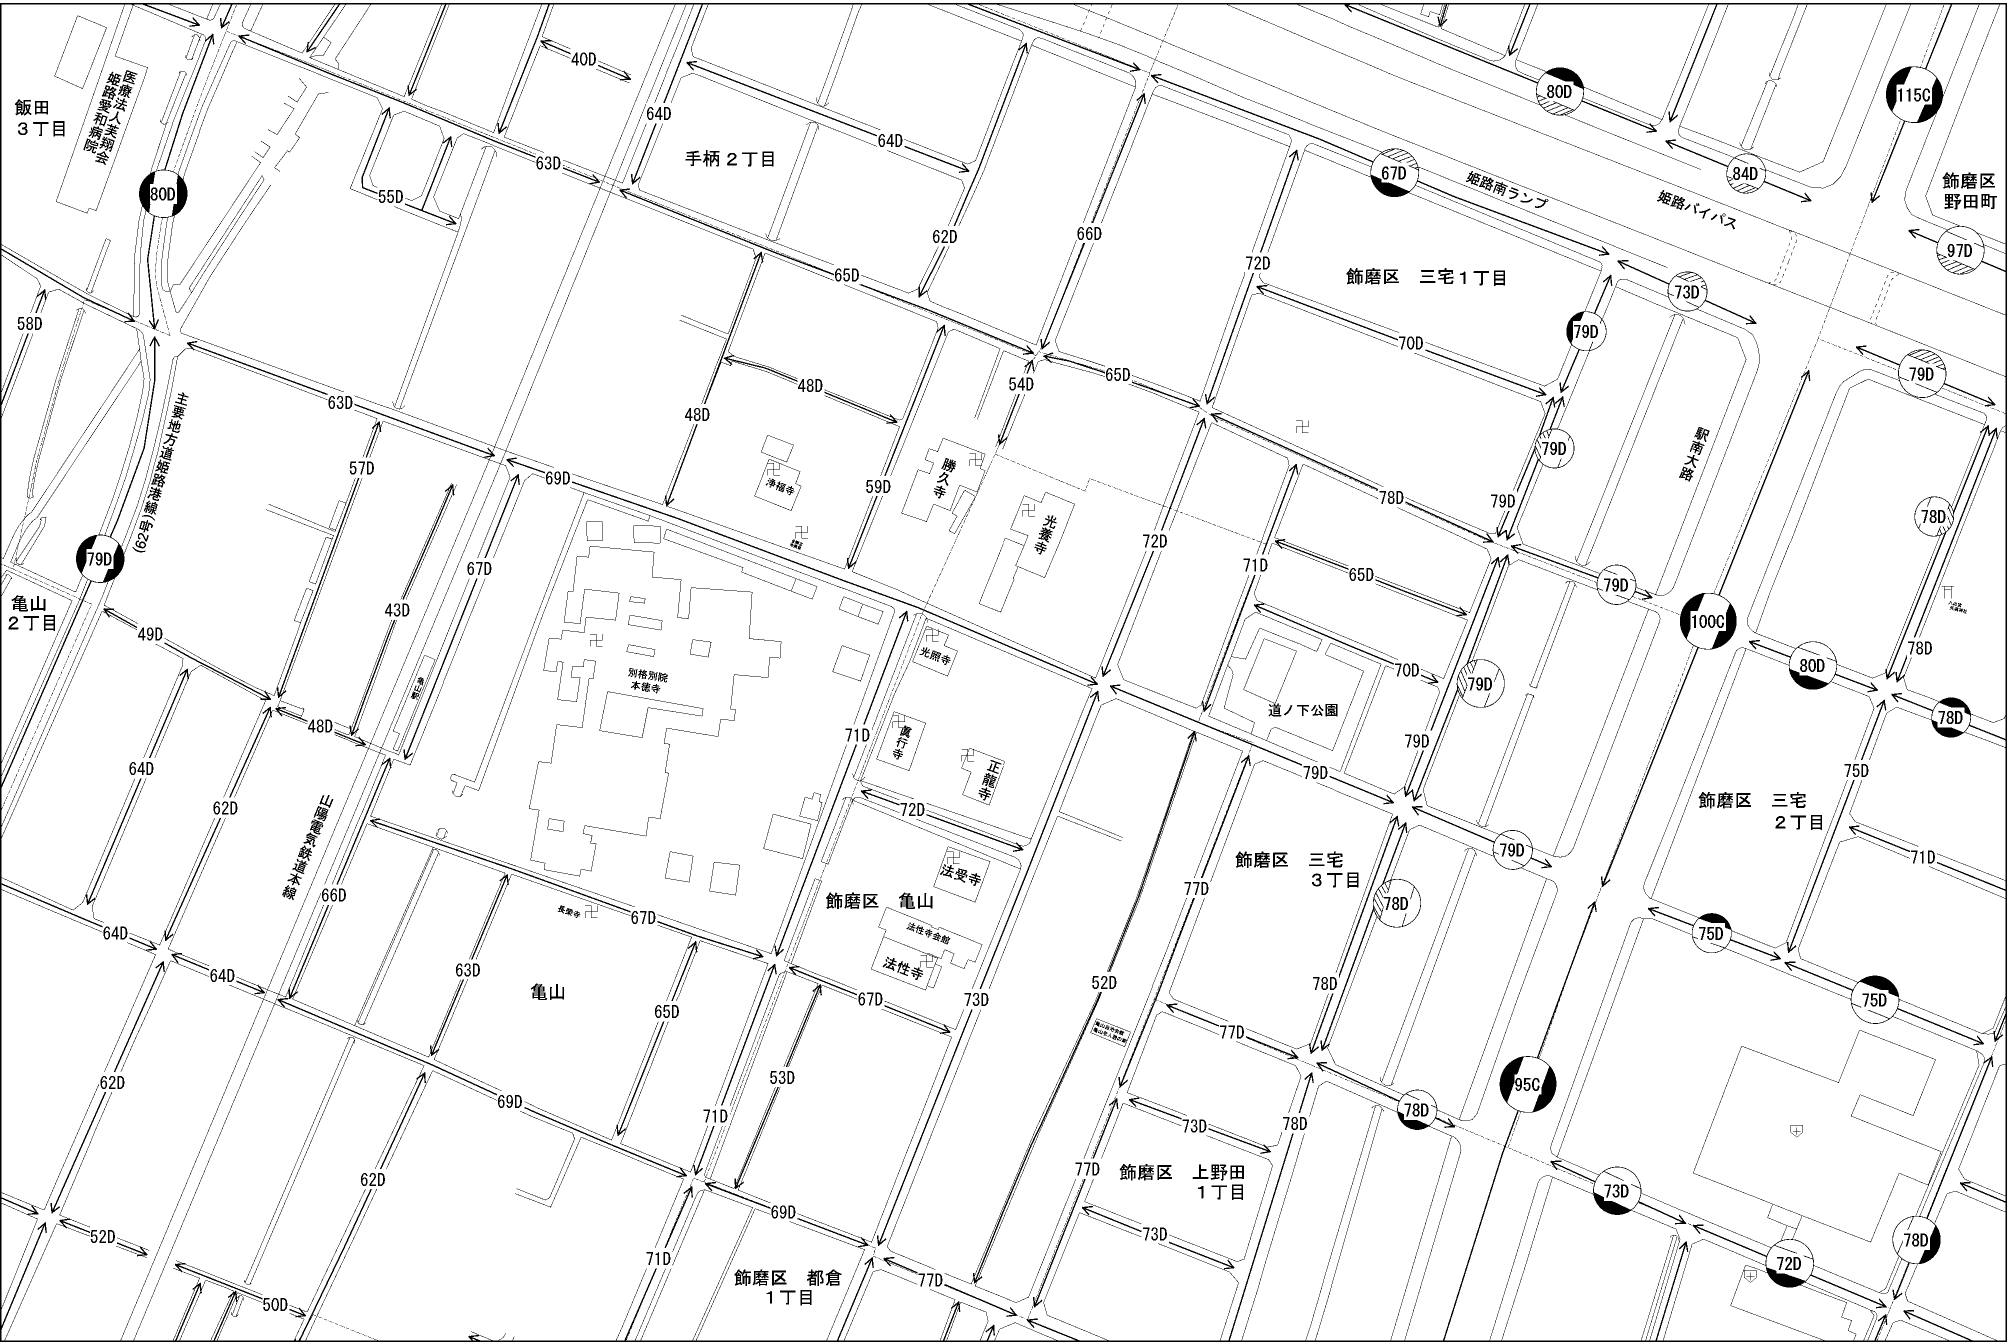 40D
80D
115C
飯田
３丁目
医療法人芙翔会
姫路愛和病院
64D
64D
手柄２丁目
63D
67D
84D
飾磨区
野田町
80D
55D
姫路南ランプ
姫路バイパス
62D
66D
97D
65D
72D
飾磨区　三宅１丁目
73D
58D
79D
70D
79D
63D
48D
48D
54D
65D
主要地方道姫路港線
(62号)
57D
69D
浄福寺
59D
勝久寺
光養寺
78D
79D
79D
駅南大路
78D
79D
67D
72D
71D
65D
79D
亀山
２丁目
43D
49D
100C
別格別院
本徳寺
光照寺
70D
道ノ下公園
79D
80D
78D
78D
亀山駅
48D
71D
眞行寺
正龍寺
79D
79D
64D
62D
山陽電気鉄道本線
72D
75D
飾磨区　三宅
２丁目
79D
71D
飾磨区　三宅
３丁目
77D
78D
66D
長榮寺
67D
飾磨区　亀山
法受寺
法性寺会館
法性寺
64D
64D
63D
亀山
65D
67D
73D
52D
78D
75D
75D
77D
62D
69D
53D
71D
95C
78D
73D
78D
62D
77D
飾磨区　上野田
１丁目
73D
52D
69D
73D
78D
71D
飾磨区　都倉
１丁目
77D
72D
50D